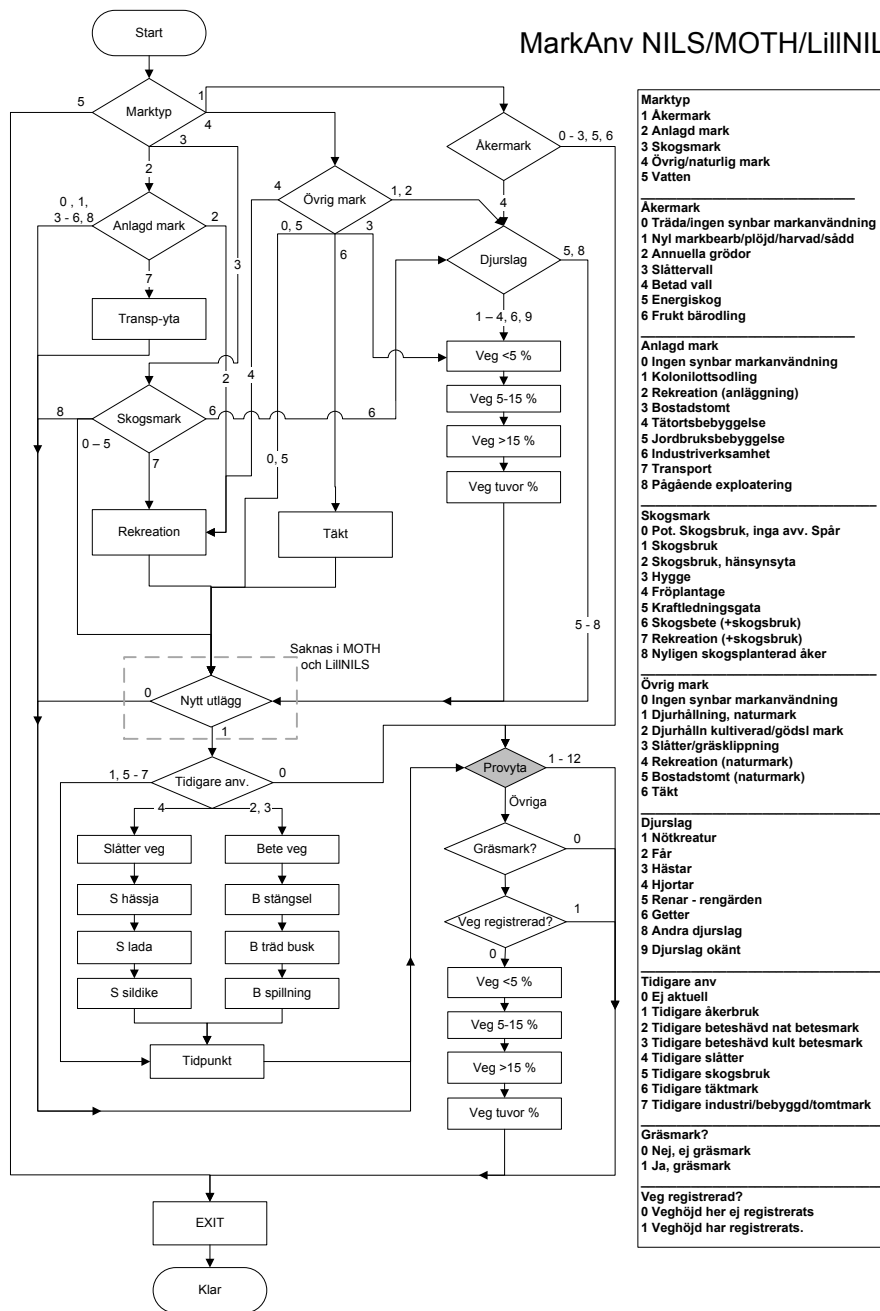 MarkAnv NILS/MOTH/LillNIL
Start
Marktyp
5
1
4
3
2
Åkermark
0 - 3, 5, 6
4
Övrig mark
4
1, 2
0, 5
3
6
Anlagd mark
0, 1,
3 - 6, 8
2
7
3
Djurslag
5, 8
1 – 4, 6, 9
Transp-yta
Veg <5 %
Veg 5-15 %
Veg >15 %
Veg tuvor %
2
4
Skogsmark
8
6
6
0 – 5
7
0, 5
Rekreation
Täkt
5 - 8
Saknas i MOTH
och LillNILS
Nytt utlägg
0
1
Tidigare anv.
1, 5 - 7
0
4
2, 3
Provyta
1 - 12
Övriga
Slåtter veg
Bete veg
S hässja
B stängsel
S lada
B träd busk
S sildike
B spillning
Tidpunkt
Gräsmark?
0
Veg registrerad?
1
0
Veg <5 %
Veg 5-15 %
Veg >15 %
Veg tuvor %
EXIT
Klar
Marktyp
1 Åkermark
2 Anlagd mark
3 Skogsmark
4 Övrig/naturlig mark
5 Vatten
Åkermark
0 Träda/ingen synbar markanvändning
1 Nyl markbearb/plöjd/harvad/sådd
2 Annuella grödor
3 Slåttervall
4 Betad vall
5 Energiskog
6 Frukt bärodling
Anlagd mark
0 Ingen synbar markanvändning
1 Kolonilottsodling
2 Rekreation (anläggning)
3 Bostadstomt
4 Tätortsbebyggelse
5 Jordbruksbebyggelse
6 Industriverksamhet
7 Transport
8 Pågående exploatering
Skogsmark
0 Pot. Skogsbruk, inga avv. Spår
1 Skogsbruk
2 Skogsbruk, hänsynsyta
3 Hygge
4 Fröplantage
5 Kraftledningsgata
6 Skogsbete (+skogsbruk)
7 Rekreation (+skogsbruk)
8 Nyligen skogsplanterad åker
Övrig mark
0 Ingen synbar markanvändning
1 Djurhållning, naturmark
2 Djurhålln kultiverad/gödsl mark
3 Slåtter/gräsklippning
4 Rekreation (naturmark)
5 Bostadstomt (naturmark)
6 Täkt
Djurslag
1 Nötkreatur
2 Får
3 Hästar
4 Hjortar
5 Renar - rengärden
6 Getter
8 Andra djurslag
9 Djurslag okänt
Tidigare anv
0 Ej aktuell
1 Tidigare åkerbruk
2 Tidigare beteshävd nat betesmark
3 Tidigare beteshävd kult betesmark
4 Tidigare slåtter
5 Tidigare skogsbruk
6 Tidigare täktmark
7 Tidigare industri/bebyggd/tomtmark
Gräsmark?
0 Nej, ej gräsmark
1 Ja, gräsmark
Veg registrerad?
0 Veghöjd her ej registrerats
1 Veghöjd har registrerats.